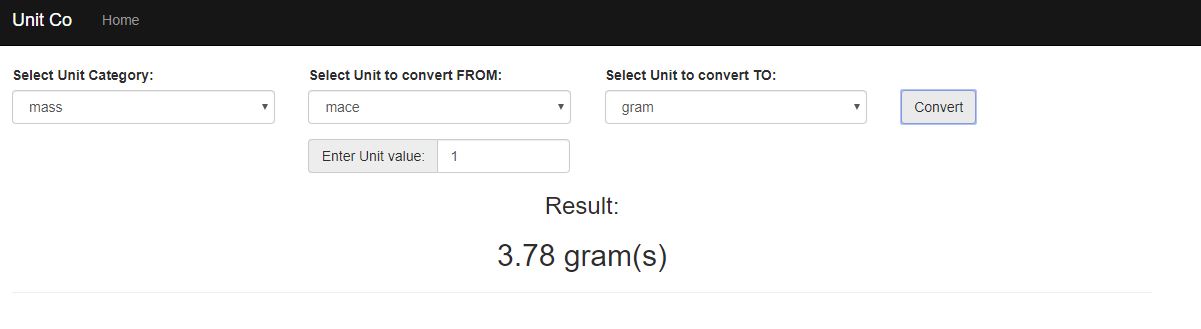 Unit Co Home
Select Unit Category: Select Unit to convert FROM: Select Unit to convert TO:
mass mace gram Convert
Enter Unit value: 1
Result:
3.78 gram(s)